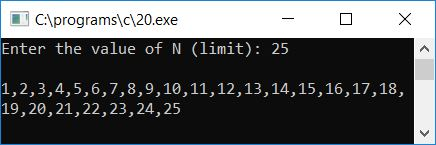 C:\programs\c\20.exe
Enter the value of N (limit): 25
1,2,3,4,5,6,7,8,9,10,11,12,13,14,15,16,17,18,
19,20,21,22,23,24,25